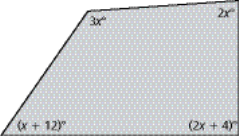 3x°
2x°
(x + 12)°
(2x + 4)°